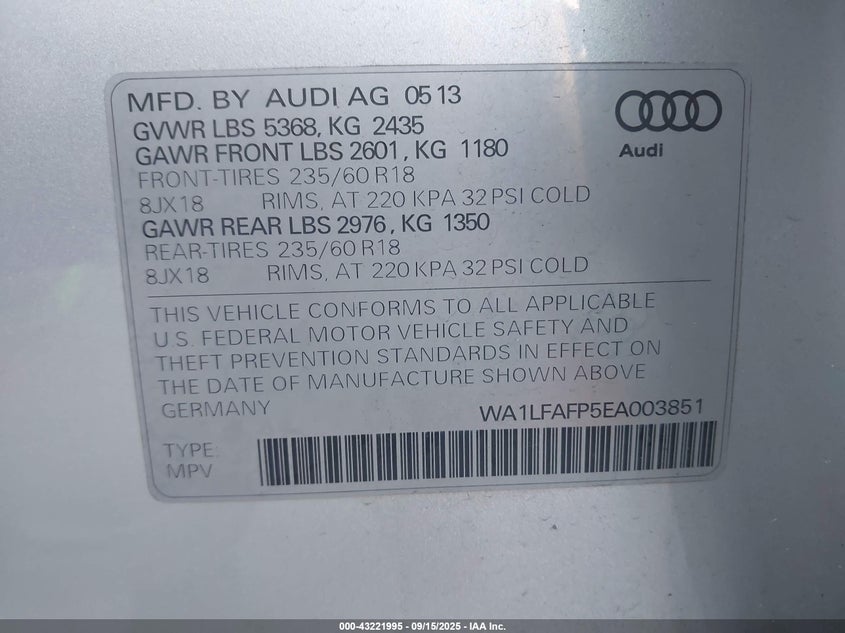 MFD. BY AUDI AG 05 13
GVWR LBS 5368, KG 2435
GAWR FRONT LBS 2601, KG 1180
FRONT-TIRES 235/60 R18
8JX18 RIMS, AT 220 KPA 32 PSI COLD
GAWR REAR LBS 2976, KG 1350
REAR-TIRES 235/60 R18
8JX18 RIMS, AT 220 KPA 32 PSI COLD
Audi
THIS VEHICLE CONFORMS TO ALL APPLICABLE
U.S. FEDERAL MOTOR VEHICLE SAFETY AND
THEFT PREVENTION STANDARDS IN EFFECT ON
THE DATE OF MANUFACTURE SHOWN ABOVE
GERMANY WA1LFAFP5EA003851
TYPE:
MPV
000-43221995 - 09/15/2025 - IAA Inc.